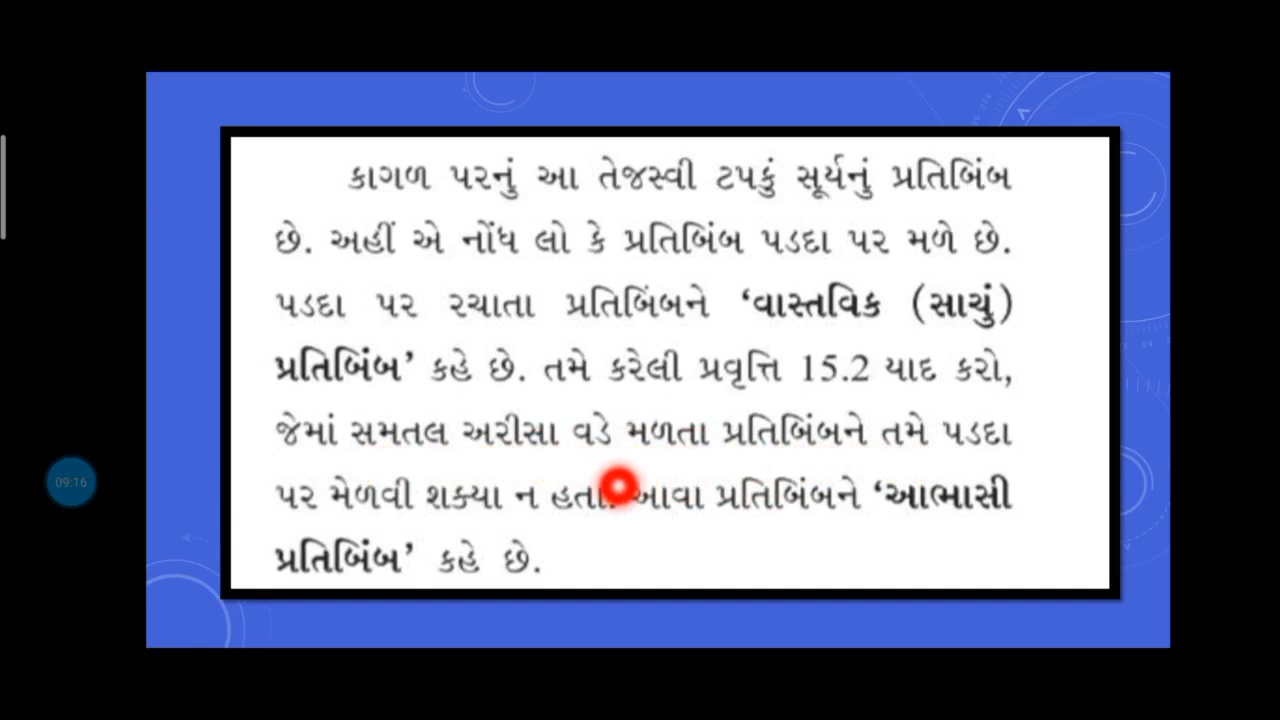 કાગળ પરનું આ તેજસ્વી ટપકું સૂર્યનું પ્રતિબિંબ
છે. અહીં એ નોંધ લો કે પ્રતિબિંબ પડદા પર મળે છે.
પડદા પર રચાતા પ્રતિબિંબને ‘વાસ્તવિક (સાચું)
પ્રતિબિંબ’ કહે છે. તમે કરેલી પ્રવૃત્તિ 15.2 યાદ કરો,
જેમાં સમતલ અરીસા વડે મળતા પ્રતિબિંબને તમે પડદા
09:16
પર મેળવી શક્યા ન હતા. આવા પ્રતિબિંબને ‘આભાસી
પ્રતિબિંબ’ કહે છે.